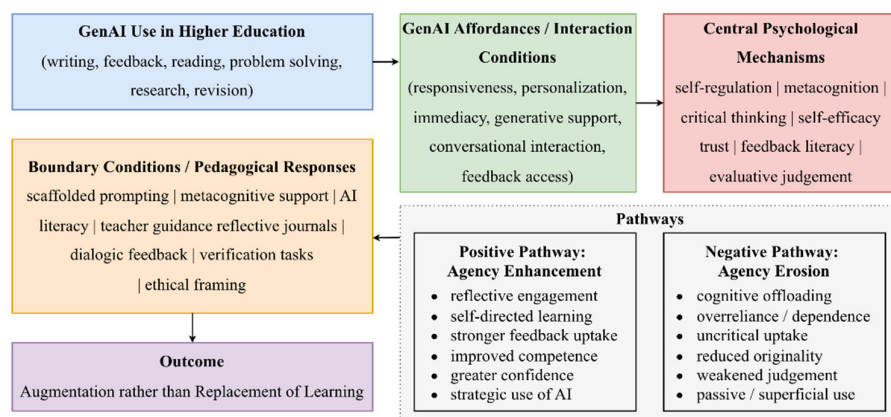 GenAI Use in Higher Education
(writing, feedback, reading, problem solving,
research, revision)
GenAI Affordances / Interaction
Conditions
(responsiveness, personalization,
immediacy, generative support,
conversational interaction,
feedback access)
Central Psychological
Mechanisms
self-regulation | metacognition |
critical thinking | self-efficacy
trust | feedback literacy |
evaluative judgement
Boundary Conditions / Pedagogical Responses
scaffolded prompting | metacognitive support | AI
literacy | teacher guidance reflective journals |
dialogic feedback | verification tasks
| ethical framing
Pathways
Positive Pathway:
Agency Enhancement
• reflective engagement
• self-directed learning
• stronger feedback uptake
• improved competence
• greater confidence
• strategic use of AI
Negative Pathway:
Agency Erosion
• cognitive offloading
• overreliance / dependence
• uncritical uptake
• reduced originality
• weakened judgement
• passive / superficial use
Outcome
Augmentation rather than Replacement of Learning